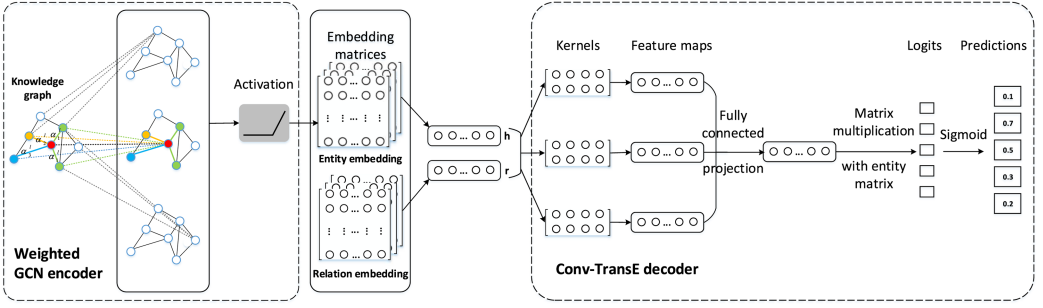 Knowledge
graph
α
α
α
Weighted
GCN encoder
Activation
Embedding
matrices
Entity embedding
Relation embedding
h
r
Kernels
Feature maps
Fully
connected
projection
Matrix
multiplication
with entity
matrix
Logits
Sigmoid
Predictions
0.1
0.7
0.5
0.3
0.2
Conv-TransE decoder